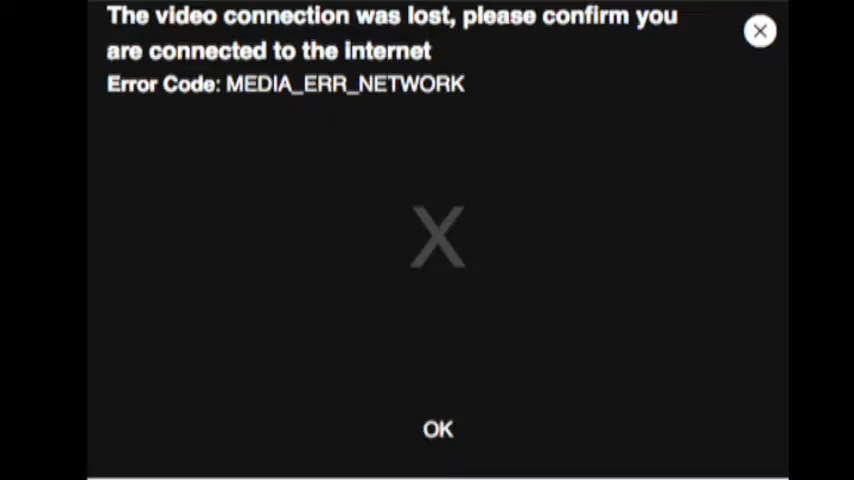 The video connection was lost, please confirm you
are connected to the internet
Error Code: MEDIA_ERR_NETWORK
X
OK